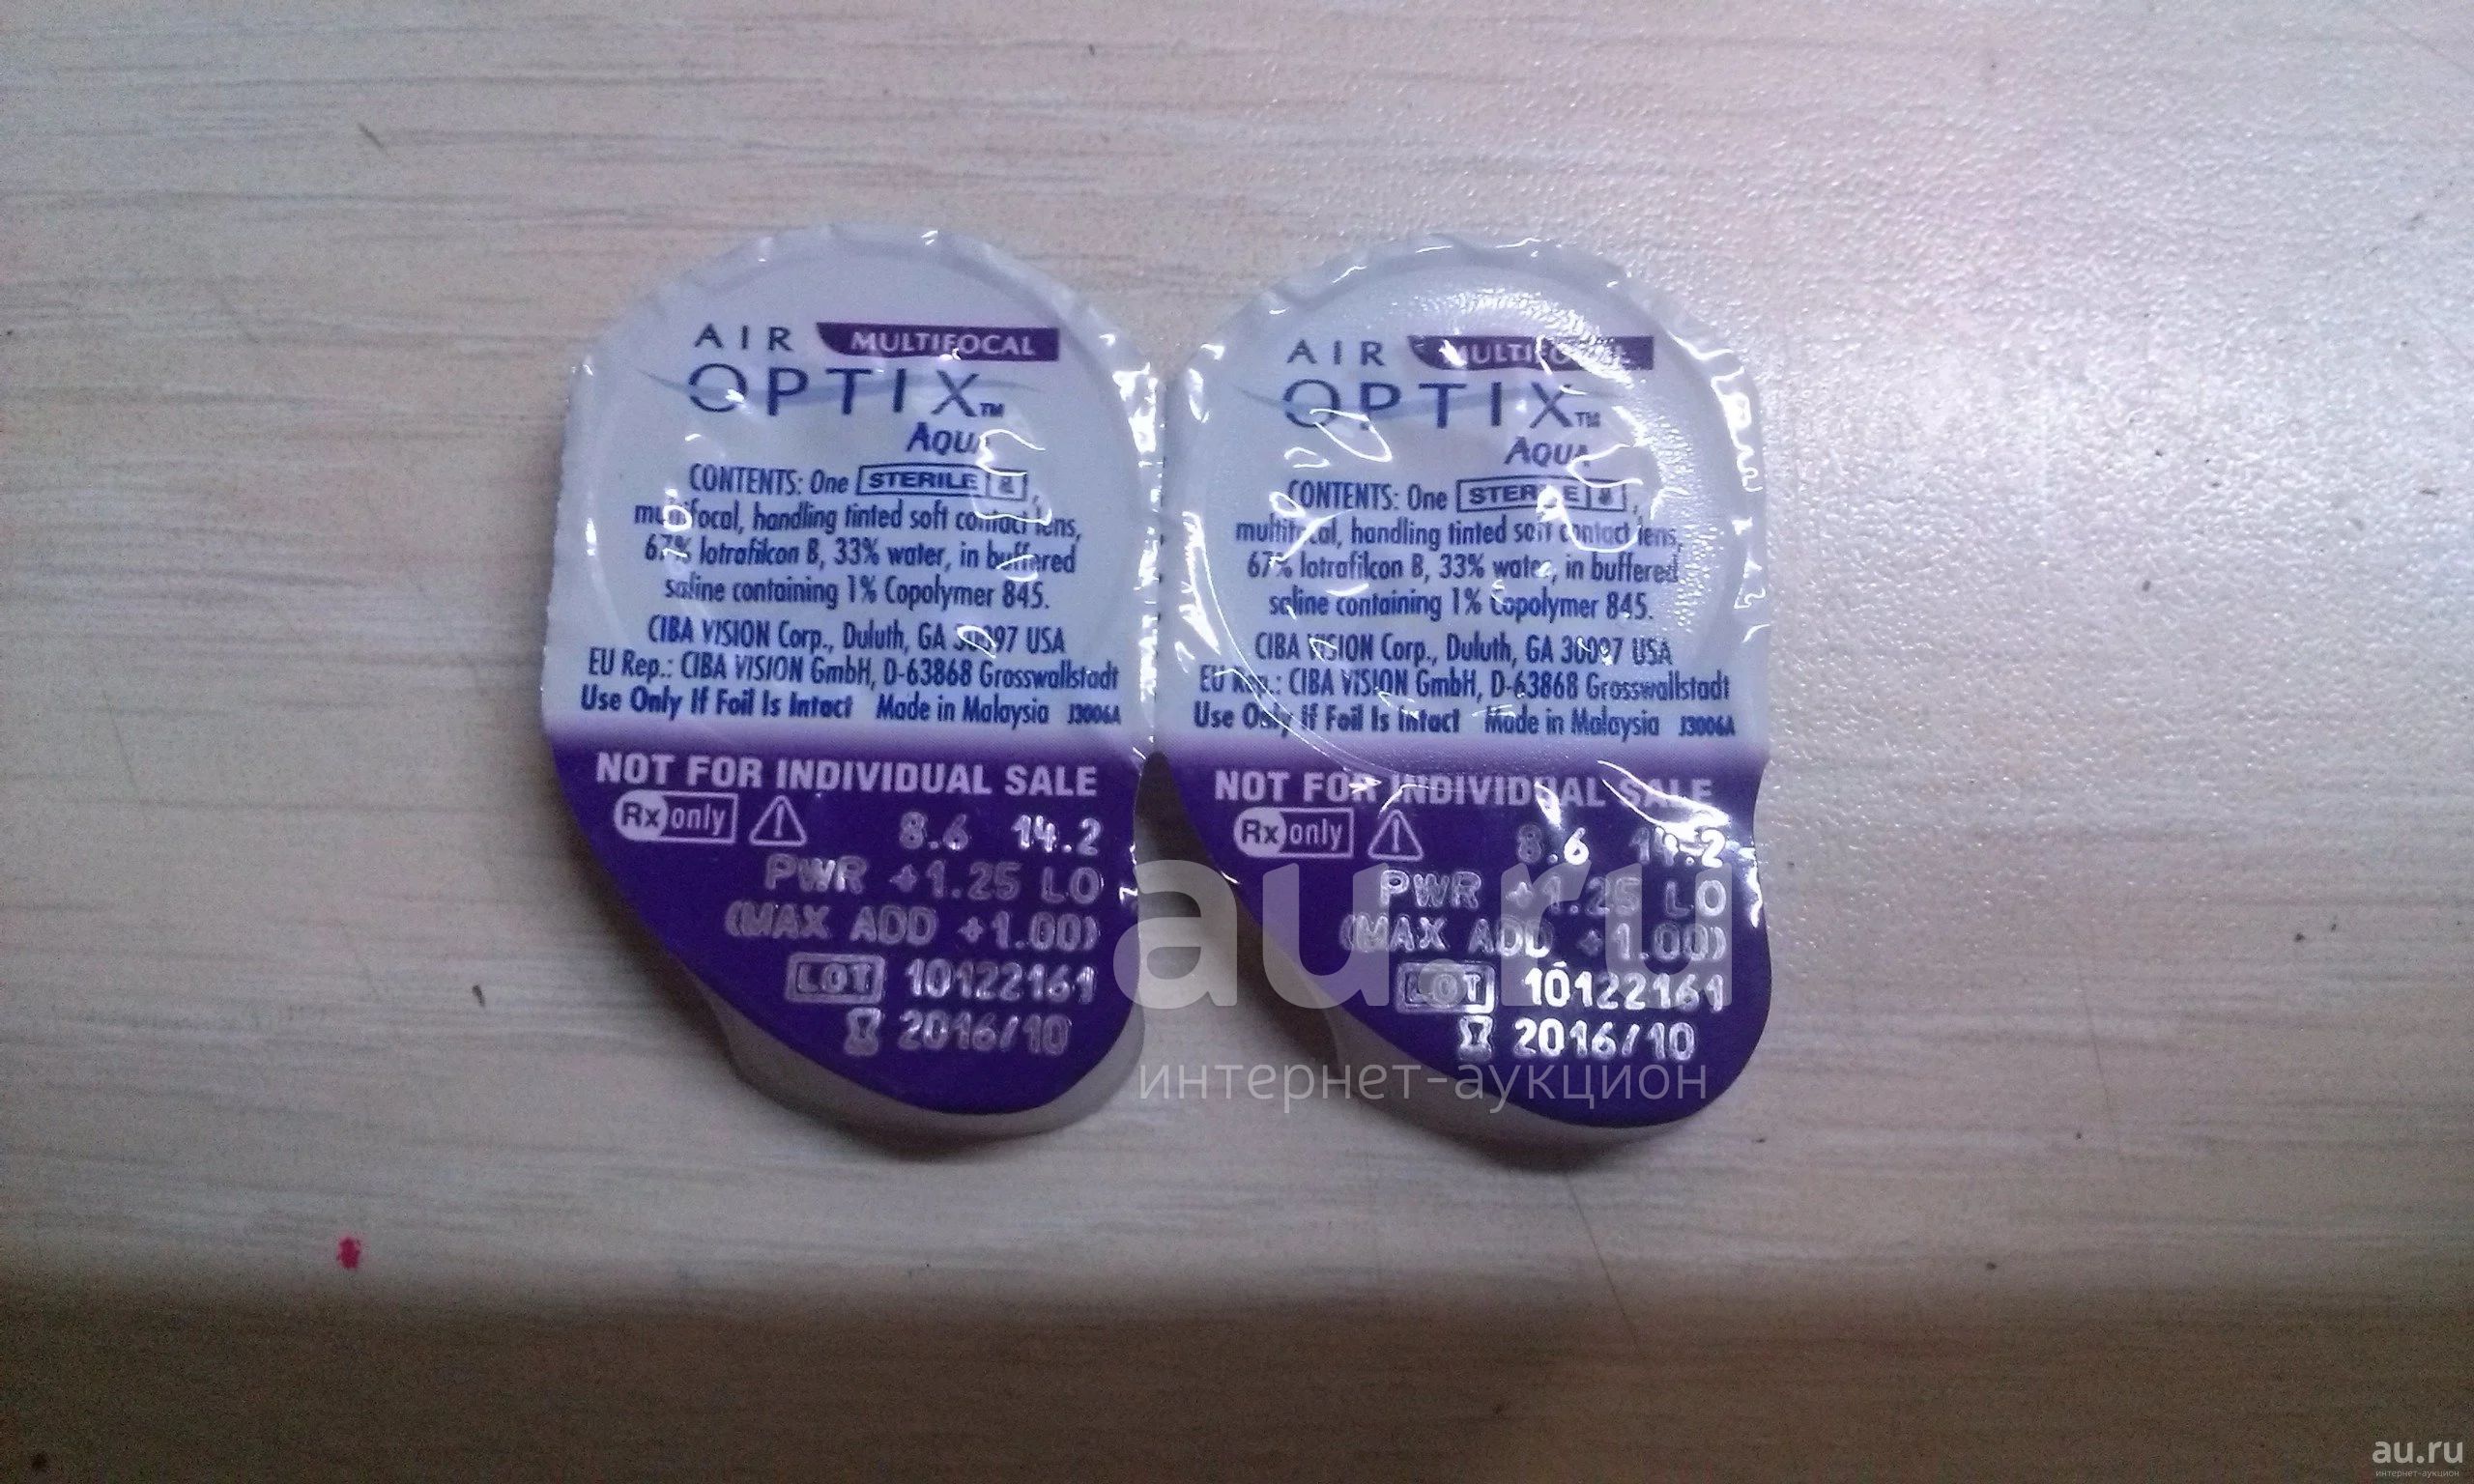 AIR MULTIFOCAL
OPTIX™
AQUA
CONTENTS: One STERILE
multifocal, handling tinted soft contact lens,
67% lotrafilcon B, 33% water, in buffered
saline containing 1% Copolymer 845.
CIBA VISION Corp., Duluth, GA 30097 USA
EU Rep.: CIBA VISION GmbH, D-63868 Grosswallstadt
Use Only If Foil Is Intact Made in Malaysia J3006A
NOT FOR INDIVIDUAL SALE
Rx only 8.6 14.2
PWR +1.25 LO
(MAX ADD +1.00)
LOT 10122161
2016/10
AIR MULTIFOCAL
OPTIX™
AQUA
CONTENTS: One STERILE
multifocal, handling tinted soft contact lens,
67% lotrafilcon B, 33% water, in buffered
saline containing 1% Copolymer 845.
CIBA VISION Corp., Duluth, GA 30097 USA
EU Rep.: CIBA VISION GmbH, D-63868 Grosswallstadt
Use Only If Foil Is Intact Made in Malaysia J3006A
NOT FOR INDIVIDUAL SALE
Rx only 8.6 14.2
PWR +1.25 LO
(MAX ADD +1.00)
LOT 10122161
2016/10
au.ru
интернет-аукцион
au.ru
интернет-аукцион